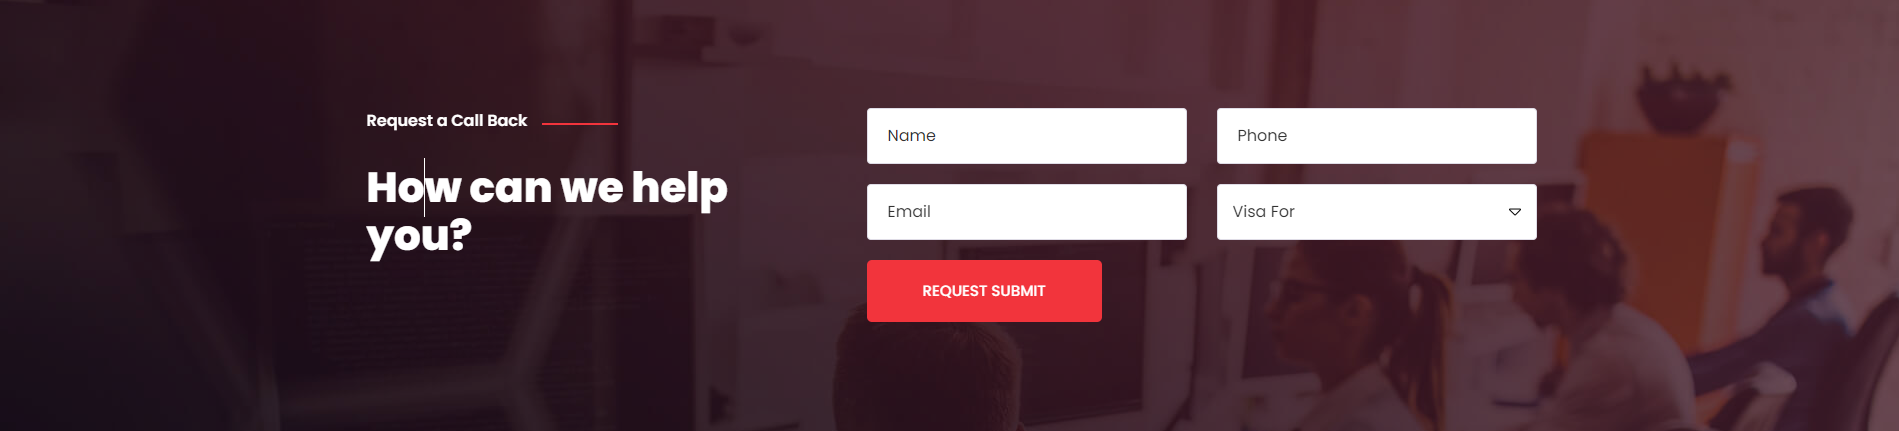 Request a Call Back
How can we help
you?
Name
Phone
Email
Visa For
REQUEST SUBMIT